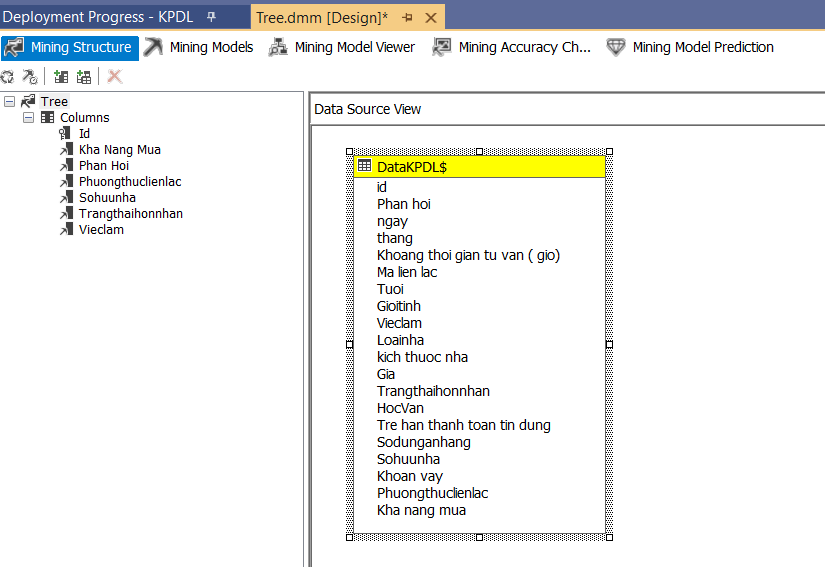 Deployment Progress - KPDL
Tree.dmm [Design]*
Mining Structure
Mining Models
Mining Model Viewer
Mining Accuracy Ch...
Mining Model Prediction
Tree
Columns
Id
Kha Nang Mua
Phan Hoi
Phuongthuclienlac
Sohuunha
Trangthaihonnhan
Vieclam
Data Source View
DataKPDL$
id
Phan hoi
ngay
thang
Khoang thoi gian tu van ( gio)
Ma lien lac
Tuoi
Gioitinh
Vieclam
Loainha
kich thuoc nha
Gia
Trangthaihonnhan
HocVan
Tre han thanh toan tin dung
Sodunganhang
Sohuunha
Khoan vay
Phuongthuclienlac
Kha nang mua